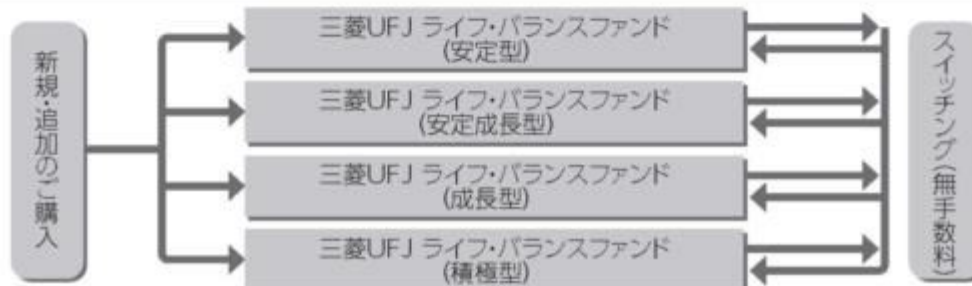 新規・追加のご購入
三菱UFJ ライフ・バランスファンド
(安定型)
三菱UFJ ライフ・バランスファンド
(安定成長型)
三菱UFJ ライフ・バランスファンド
(成長型)
三菱UFJ ライフ・バランスファンド
(積極型)
スイッチング(無手数料)